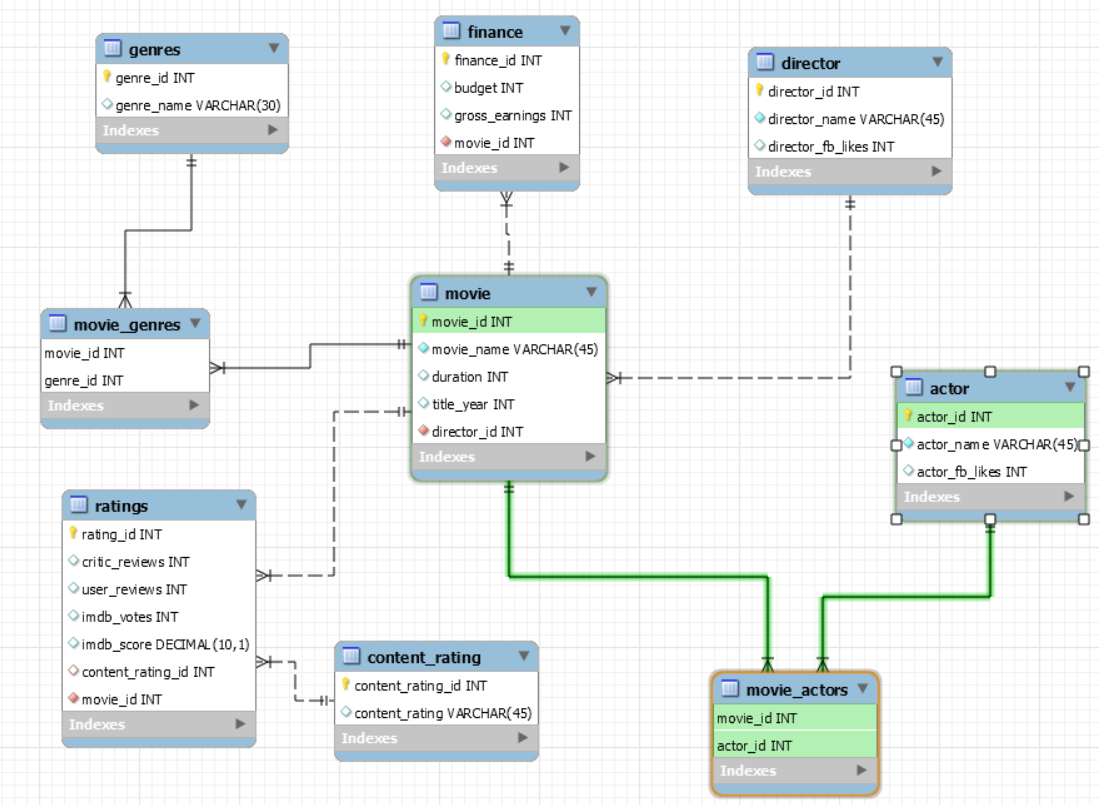 genres
genre_id INT
genre_name VARCHAR(30)
Indexes
finance
finance_id INT
budget INT
gross_earnings INT
movie_id INT
Indexes
director
director_id INT
director_name VARCHAR(45)
director_fb_likes INT
Indexes
movie_genres
movie_id INT
genre_id INT
Indexes
movie
movie_id INT
movie_name VARCHAR(45)
duration INT
title_year INT
director_id INT
Indexes
actor
actor_id INT
actor_name VARCHAR(45)
actor_fb_likes INT
Indexes
ratings
rating_id INT
critic_reviews INT
user_reviews INT
imdb_votes INT
imdb_score DECIMAL(10,1)
content_rating_id INT
movie_id INT
Indexes
content_rating
content_rating_id INT
content_rating VARCHAR(45)
Indexes
movie_actors
movie_id INT
actor_id INT
Indexes